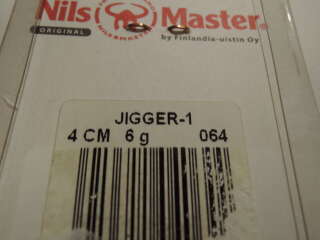 Nils Master®
ORIGINAL
by Finlandia-uistin Oy
JIGGER-1
4 CM 6 g 064